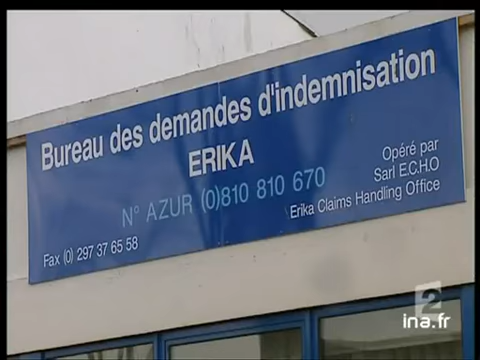 Bureau des demandes d'indemnisation
ERIKA
N° AZUR (0)810 810 670
Opéré par
Sarl E.C.H.O
Erika Claims Handling Office
Fax (0) 297 37 65 58
2
ina.fr